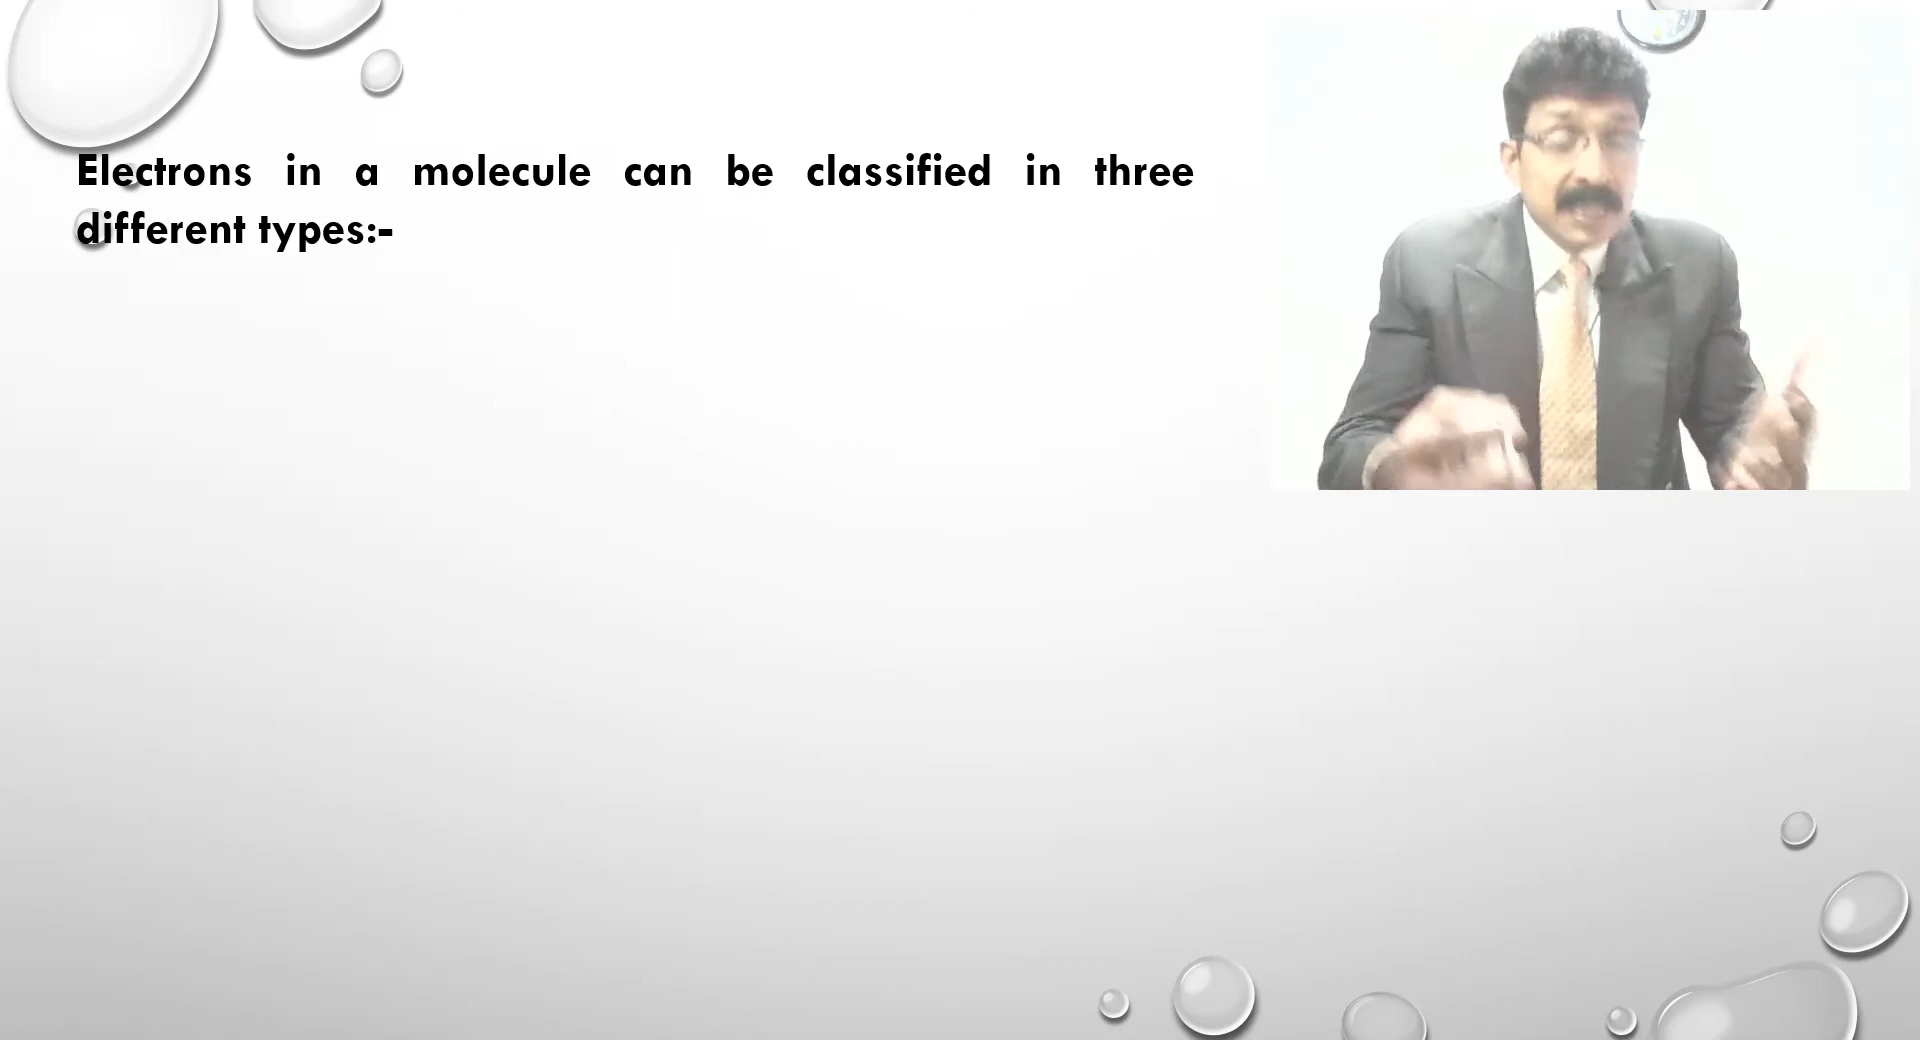 Electrons in a molecule can be classified in three
different types:-